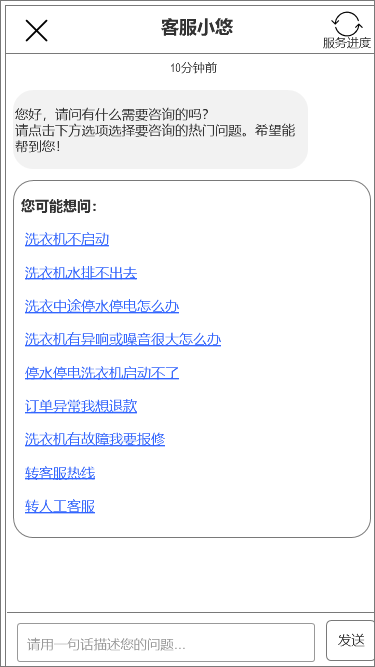 客服小悠
服务进度
10分钟前
您好，请问有什么需要咨询的吗？
请点击下方选项选择要咨询的热门问题。希望能
帮到您！
您可能想问：
洗衣机不启动
洗衣机水排不出去
洗衣中途停水停电怎么办
洗衣机有异响或噪音很大怎么办
停水停电洗衣机启动不了
订单异常我想退款
洗衣机有故障我要报修
转客服热线
转人工客服
请用一句话描述您的问题...
发送